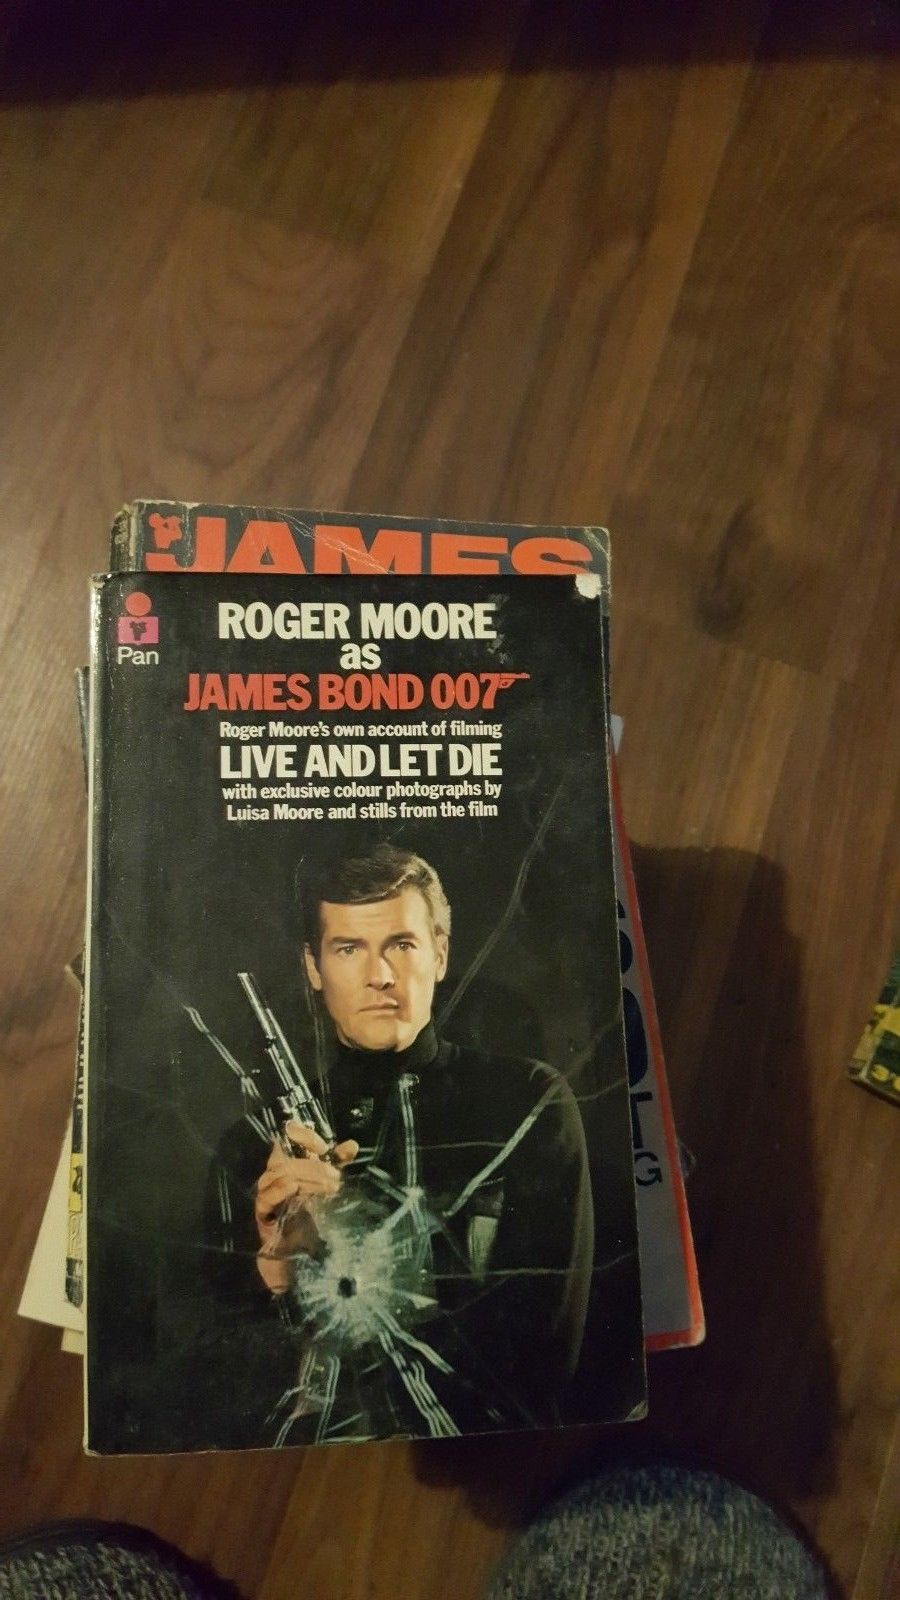 JAMES
Pan
ROGER MOORE
as
JAMES BOND 007
Roger Moore's own account of filming
LIVE AND LET DIE
with exclusive colour photographs by
Luisa Moore and stills from the film
G